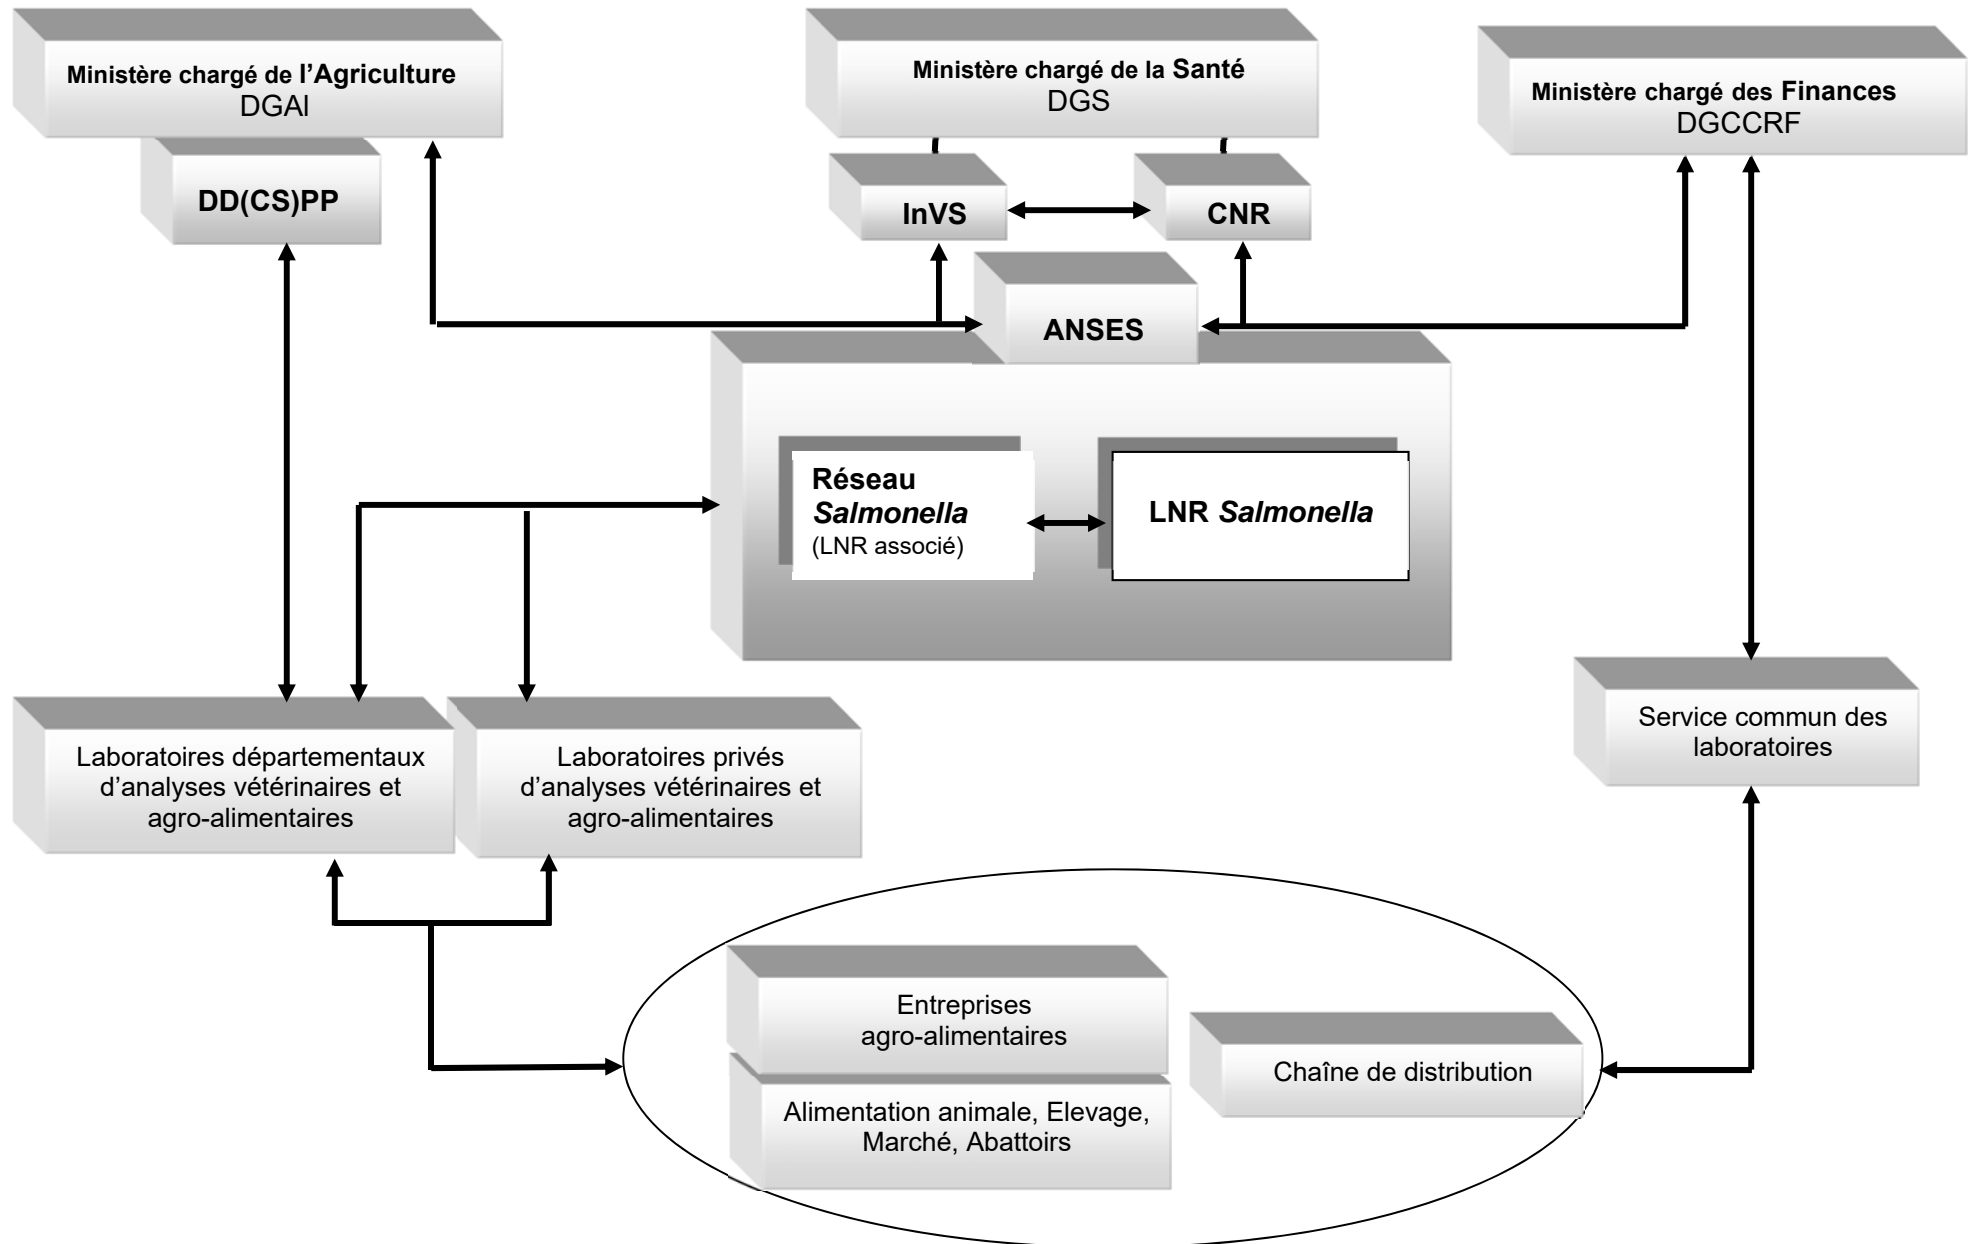 Ministère chargé de l’Agriculture
DGAl
Ministère chargé de la Santé
DGS
Ministère chargé des Finances
DGCCRF
DD(CS)PP
InVS
CNR
ANSES
Réseau
Salmonella
(LNR associé)
LNR Salmonella
Laboratoires départementaux
d’analyses vétérinaires et
agro-alimentaires
Laboratoires privés
d’analyses vétérinaires et
agro-alimentaires
Service commun des
laboratoires
Entreprises
agro-alimentaires
Chaîne de distribution
Alimentation animale, Elevage,
Marché, Abattoirs